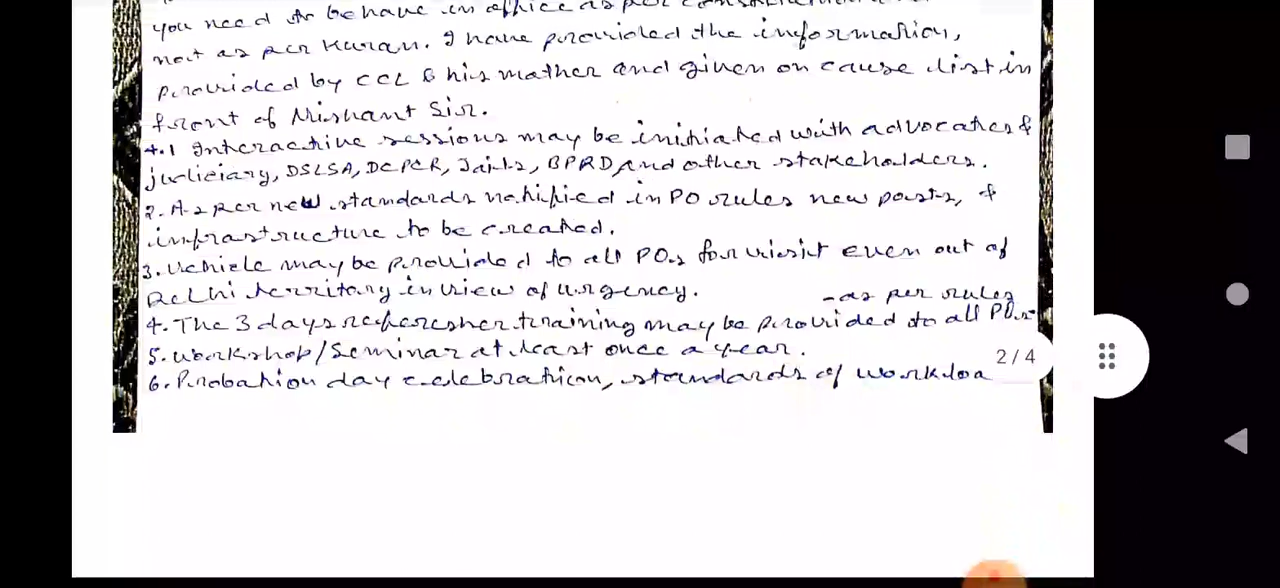 you need to behave in office as per
not as per Kuran. I have provided the information,
provided by CCL & his mother and given on cause list in
front of Nishant Sir.
4.1 Interactive sessions may be initiated with advocates &
judiciary, DSLSA, DCPCR, Jails, BPRD, and other stakeholders.
2. As per new standards notified in PO rules new posts, &
infrastructure to be created.
3. Vehicle may be provided to all POs for visit even out of
Delhi territory in view of urgency. - as per rules
4. The 3 days referesher training may be provided to all POs
5. Workshop/Seminar at least once a year.
6. Probation day celebration, standards of workloa
2 / 4